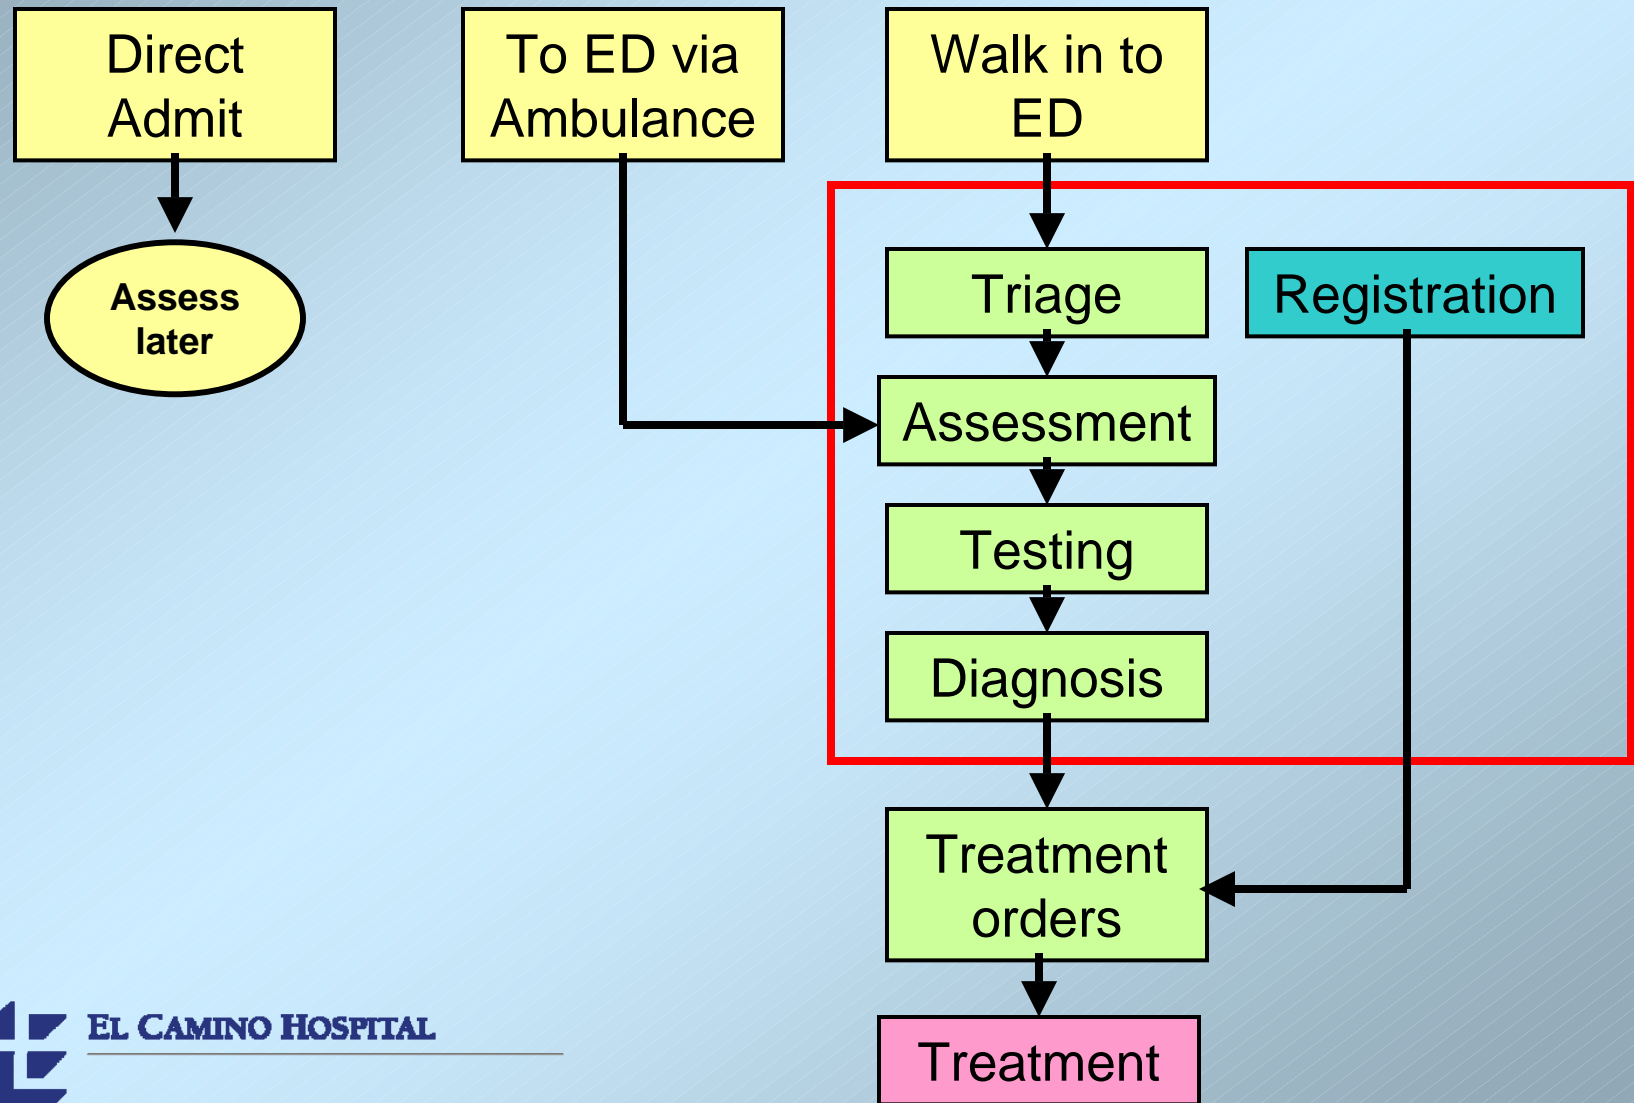 Direct
Admit
To ED via
Ambulance
Walk in to
ED
Assess
later
Triage
Registration
Assessment
Testing
Diagnosis
Treatment
orders
Treatment
EL CAMINO HOSPITAL